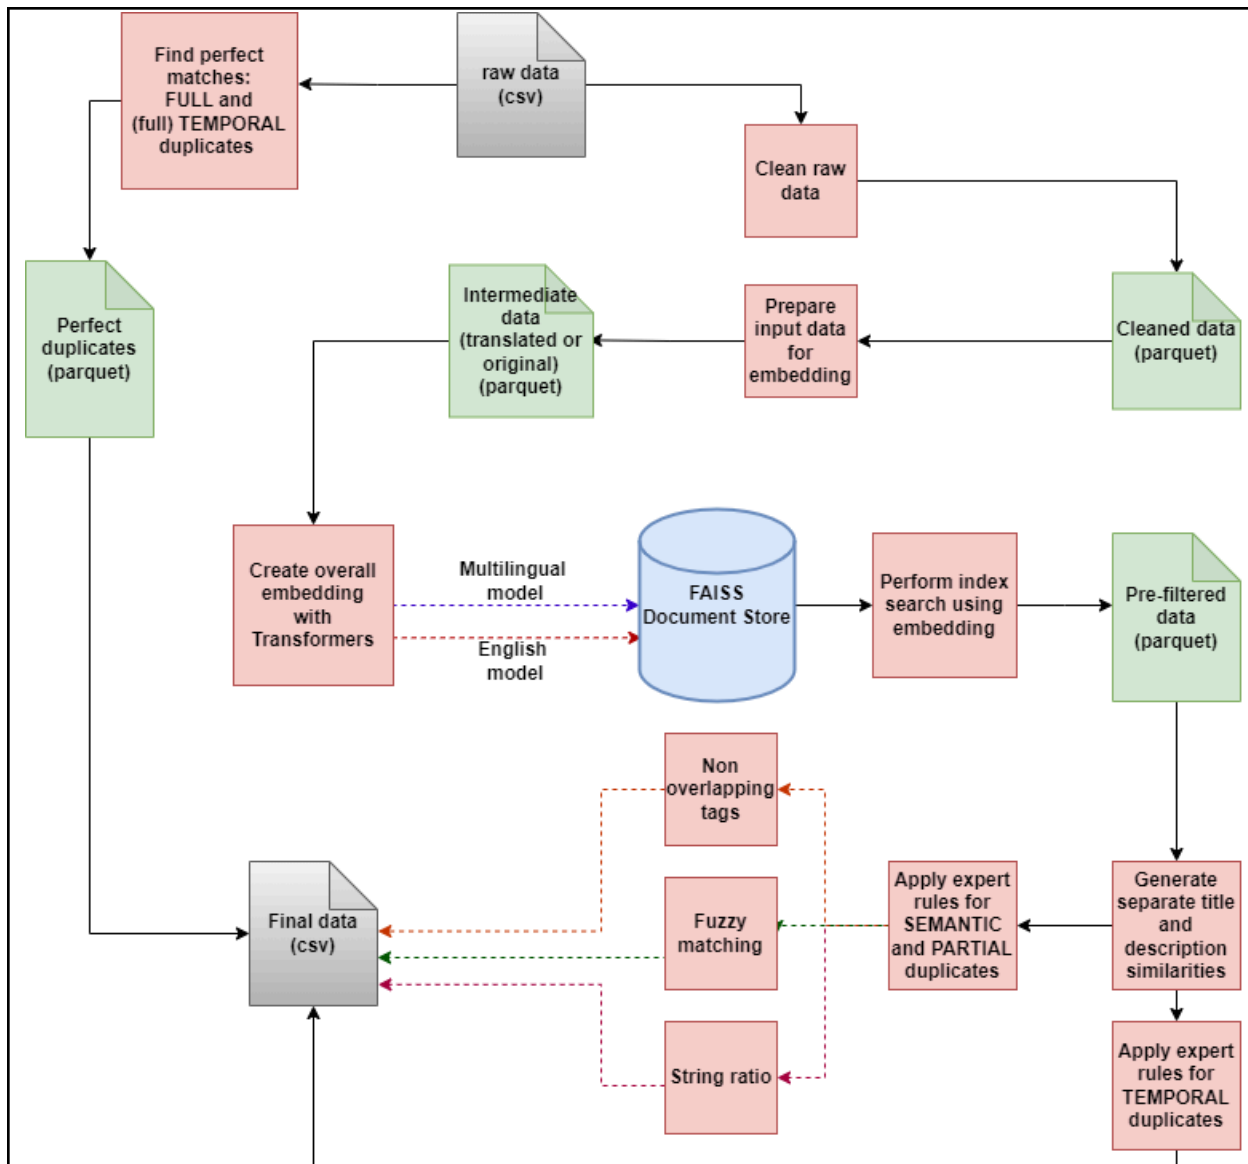 Find perfect
matches:
FULL and
(full) TEMPORAL
duplicates
raw data
(csv)
Clean raw
data
Perfect
duplicates
(parquet)
Intermediate
data
(translated or
original)
(parquet)
Prepare
input data
for
embedding
Cleaned data
(parquet)
Create overall
embedding
with
Transformers
Multilingual
model
English
model
FAISS
Document Store
Perform index
search using
embedding
Pre-filtered
data
(parquet)
Non
overlapping
tags
Final data
(csv)
Fuzzy
matching
Apply expert
rules for
SEMANTIC
and PARTIAL
duplicates
Generate
separate title
and
description
similarities
String ratio
Apply expert
rules for
TEMPORAL
duplicates